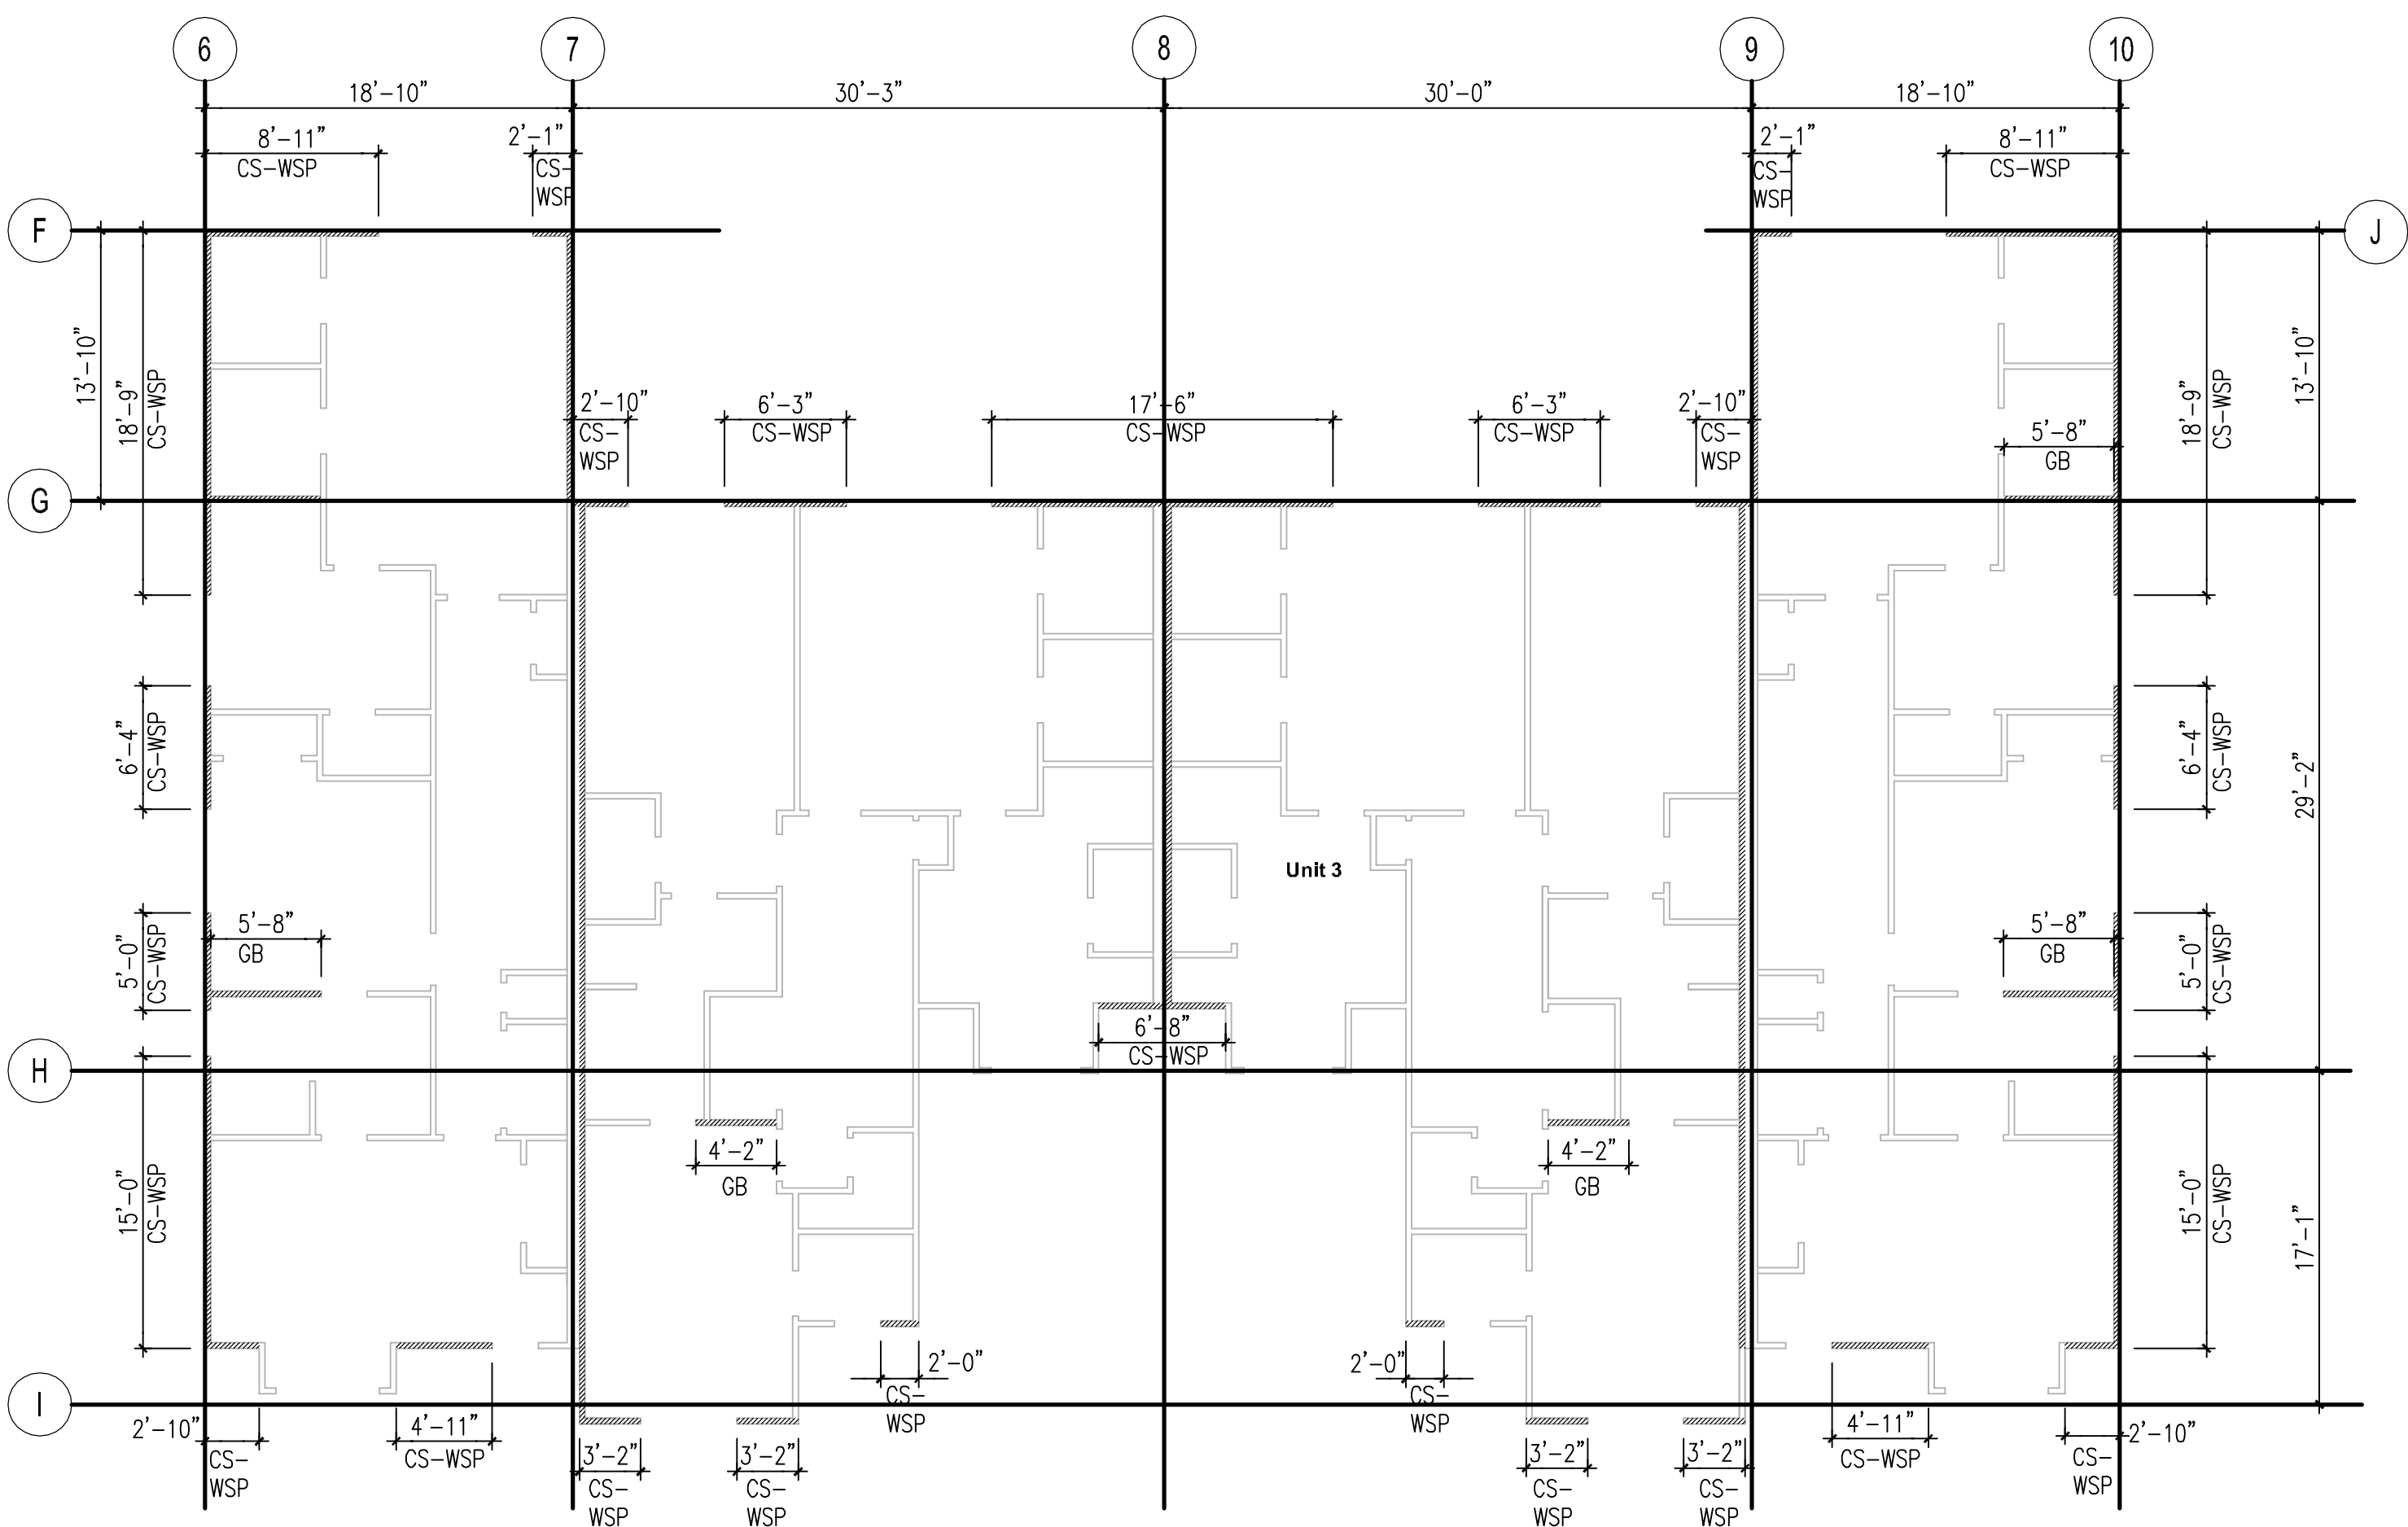 6
7
8
9
10
18'-10"
30'-3"
30'-0"
18'-10"
8'-11"
CS-WSP
2'-1"
CS-
WSP
2'-1"
CS-
WSP
8'-11"
CS-WSP
F
J
13'-10"
18'-9"
CS-WSP
2'-10"
CS-
WSP
6'-3"
CS-WSP
17'-6"
CS-WSP
6'-3"
CS-WSP
2'-10"
CS-
WSP
5'-8"
GB
18'-9"
CS-WSP
13'-10"
G
6'-4"
CS-WSP
6'-4"
CS-WSP
29'-2"
Unit 3
5'-0"
CS-WSP
5'-8"
GB
5'-8"
GB
5'-0"
CS-WSP
6'-8"
CS-WSP
H
4'-2"
GB
4'-2"
GB
15'-0"
CS-WSP
15'-0"
CS-WSP
17'-1"
2'-0"
CS-
WSP
2'-0"
CS-
WSP
I
2'-10"
CS-
WSP
4'-11"
CS-WSP
3'-2"
CS-
WSP
3'-2"
CS-
WSP
3'-2"
CS-
WSP
3'-2"
CS-
WSP
4'-11"
CS-WSP
2'-10"
CS-
WSP